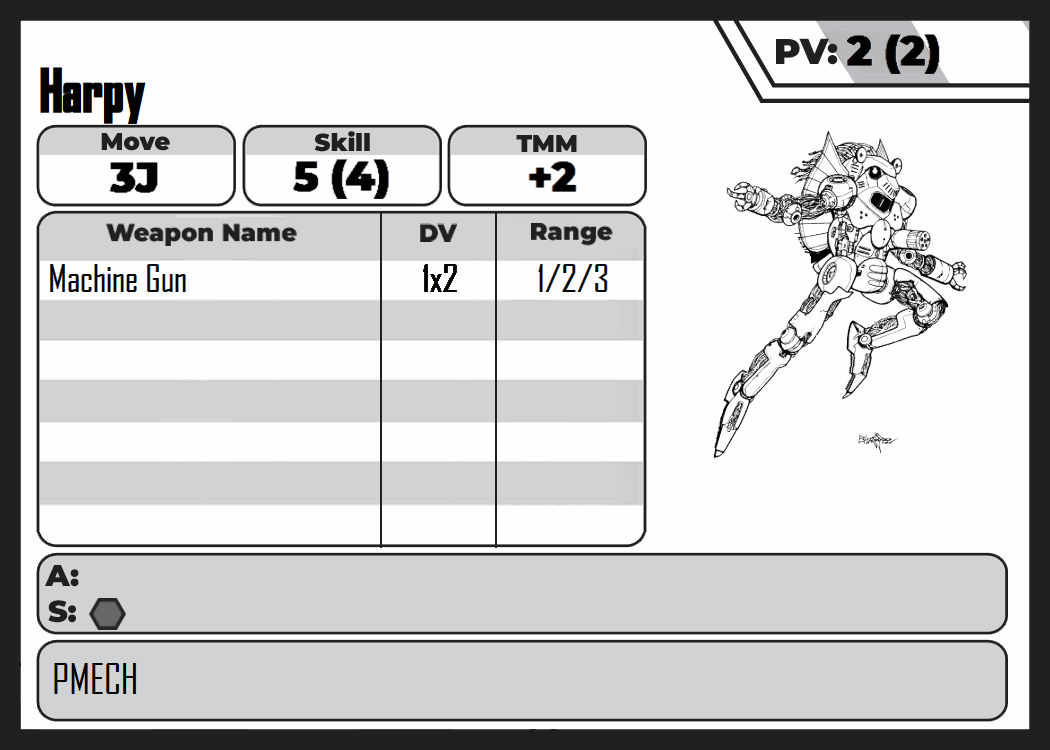 PV: 2 (2)
Harpy
Move Skill TMM
3J 5 (4) +2
Weapon Name DV Range
Machine Gun 1x2 1/2/3
A:
S:
PMECH